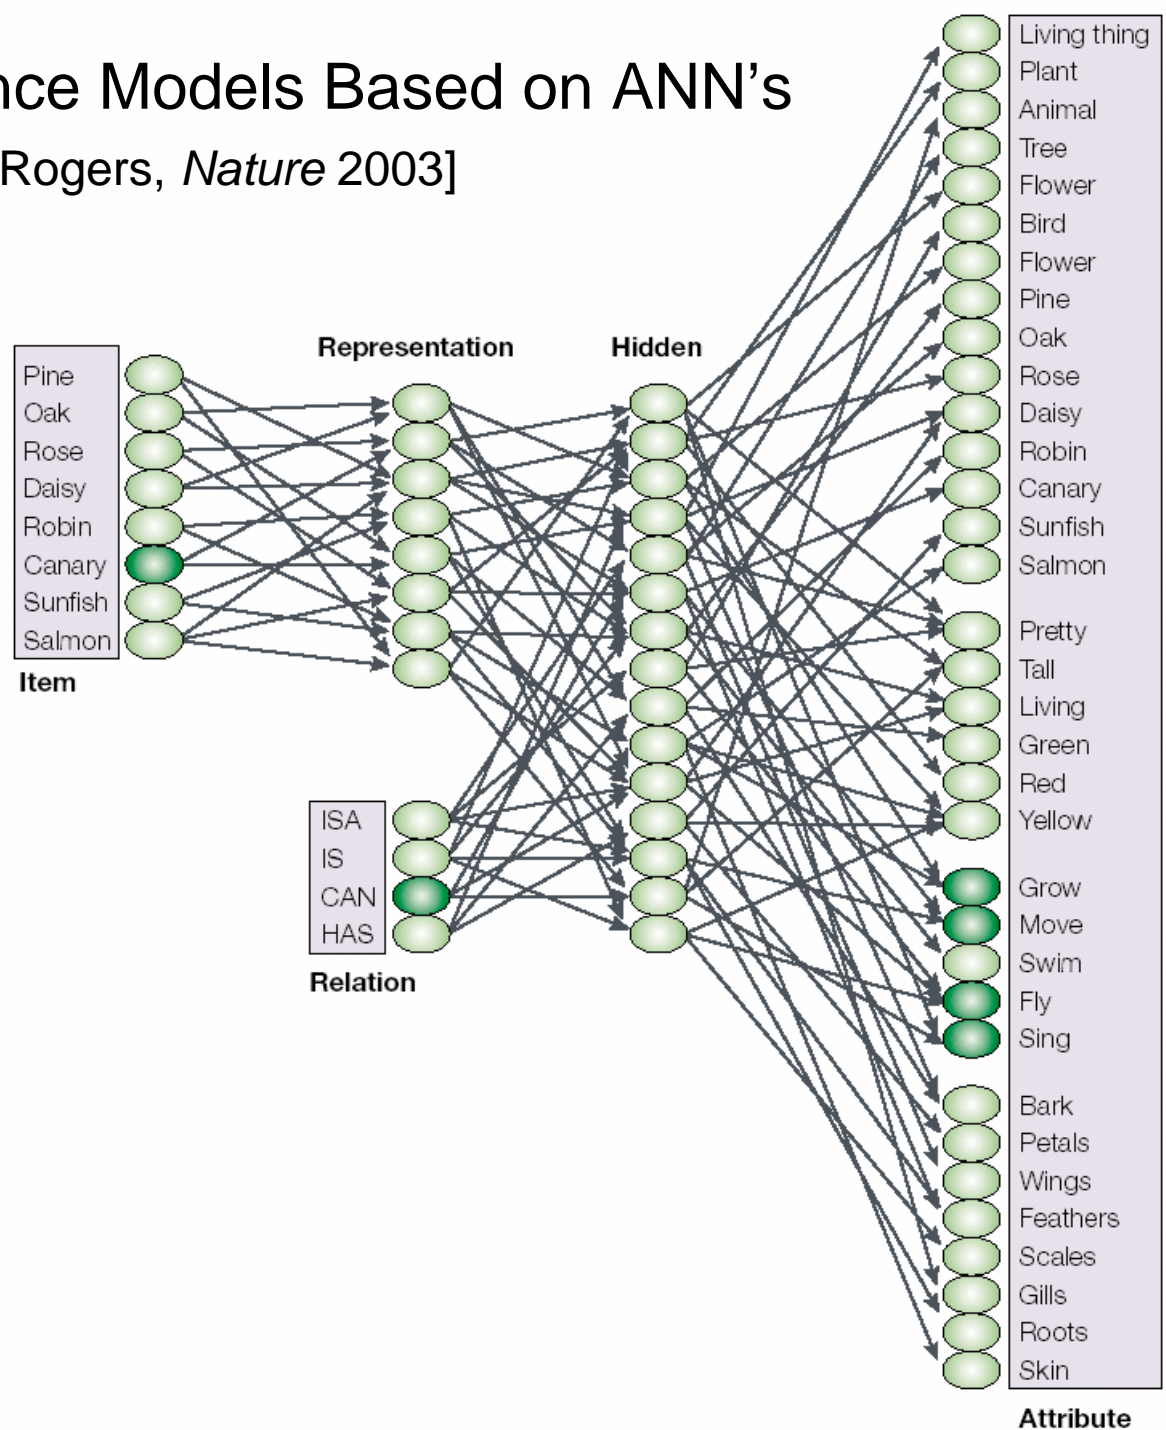 nce Models Based on ANN's
Rogers, Nature 2003]
Representation
Hidden
Pine
Oak
Rose
Daisy
Robin
Canary
Sunfish
Salmon
Item
ISA
IS
CAN
HAS
Relation
Living thing
Plant
Animal
Tree
Flower
Bird
Flower
Pine
Oak
Rose
Daisy
Robin
Canary
Sunfish
Salmon
Pretty
Tall
Living
Green
Red
Yellow
Grow
Move
Swim
Fly
Sing
Bark
Petals
Wings
Feathers
Scales
Gills
Roots
Skin
Attribute